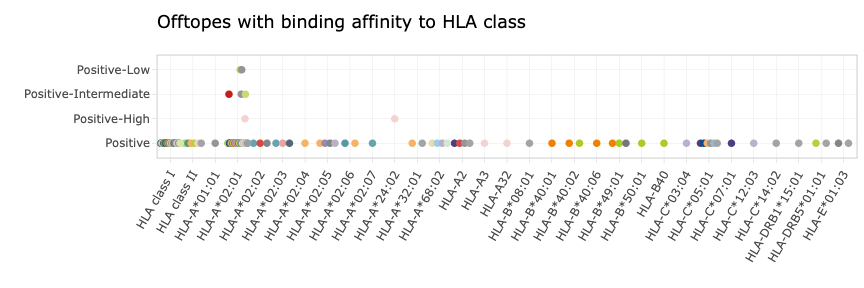 Offtopes with binding affinity to HLA class
Positive-Low
Positive-Intermediate
Positive-High
Positive
HLA class I
HLA class II
HLA-A*01:01
HLA-A*02:01
HLA-A*02:02
HLA-A*02:03
HLA-A*02:04
HLA-A*02:05
HLA-A*02:06
HLA-A*02:07
HLA-A*24:02
HLA-A*32:01
HLA-A*68:02
HLA-A2
HLA-A3
HLA-A32
HLA-B*08:01
HLA-B*40:01
HLA-B*40:02
HLA-B*40:06
HLA-B*49:01
HLA-B*50:01
HLA-B40
HLA-C*03:04
HLA-C*05:01
HLA-C*07:01
HLA-C*12:03
HLA-C*14:02
HLA-DRB1*15:01
HLA-DRB5*01:01
HLA-E*01:03